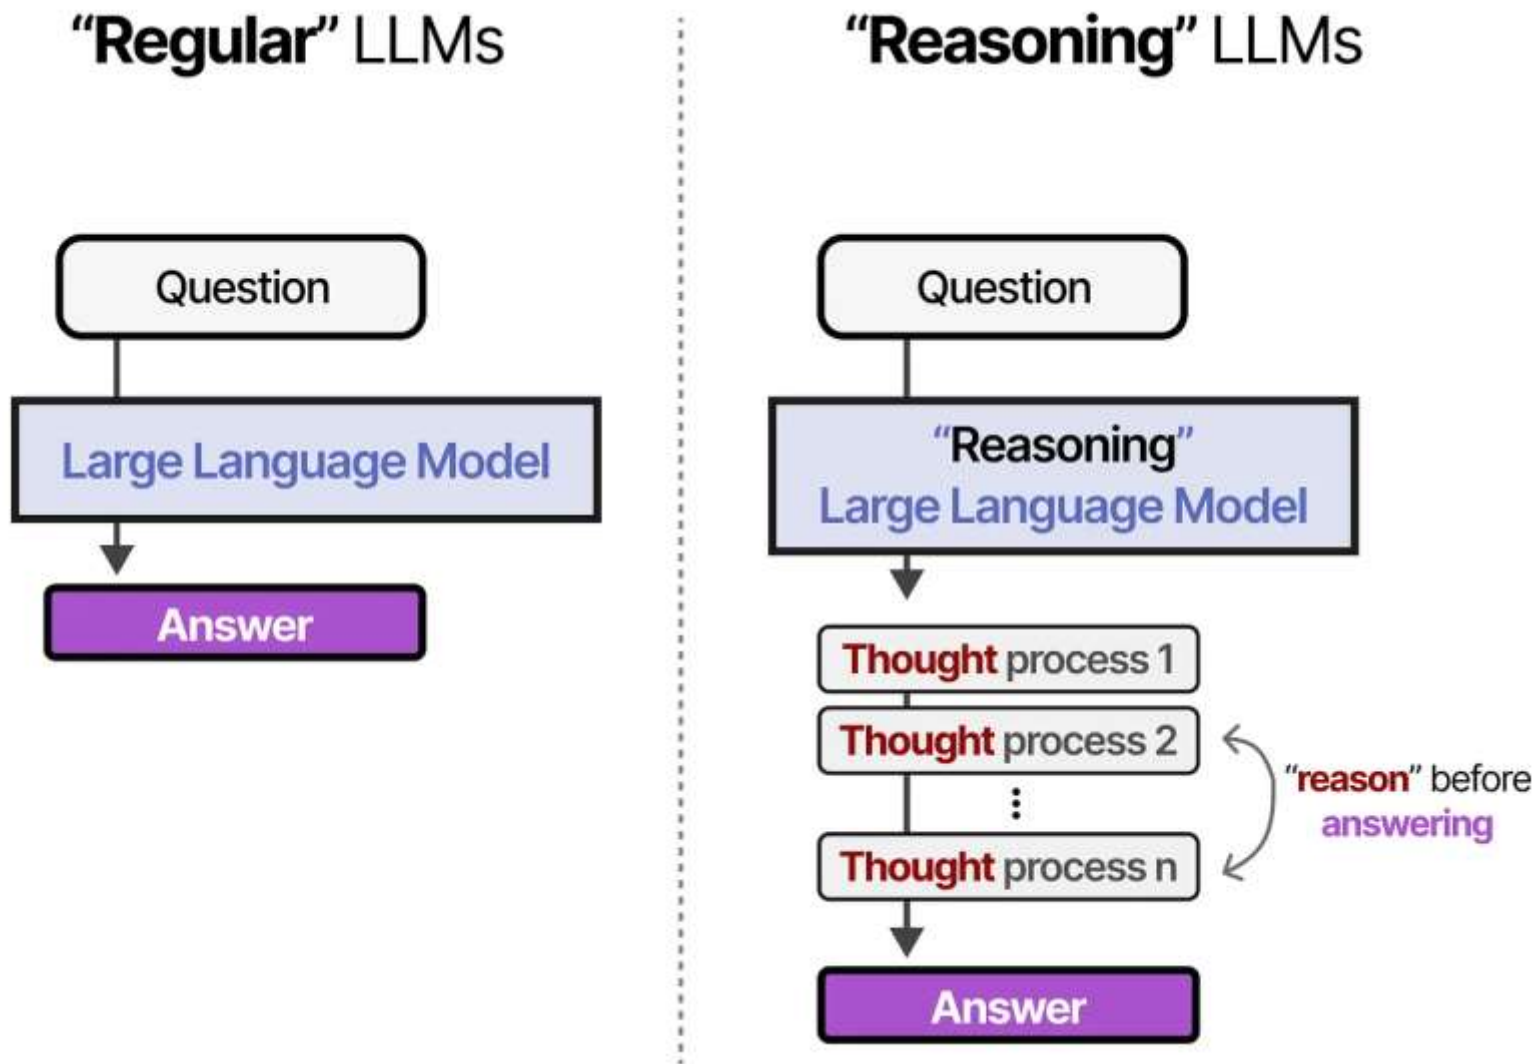 “Regular” LLMs
Question
Large Language Model
Answer
“Reasoning” LLMs
Question
“Reasoning”
Large Language Model
Thought process 1
Thought process 2
⋮
Thought process n
“reason” before
answering
Answer